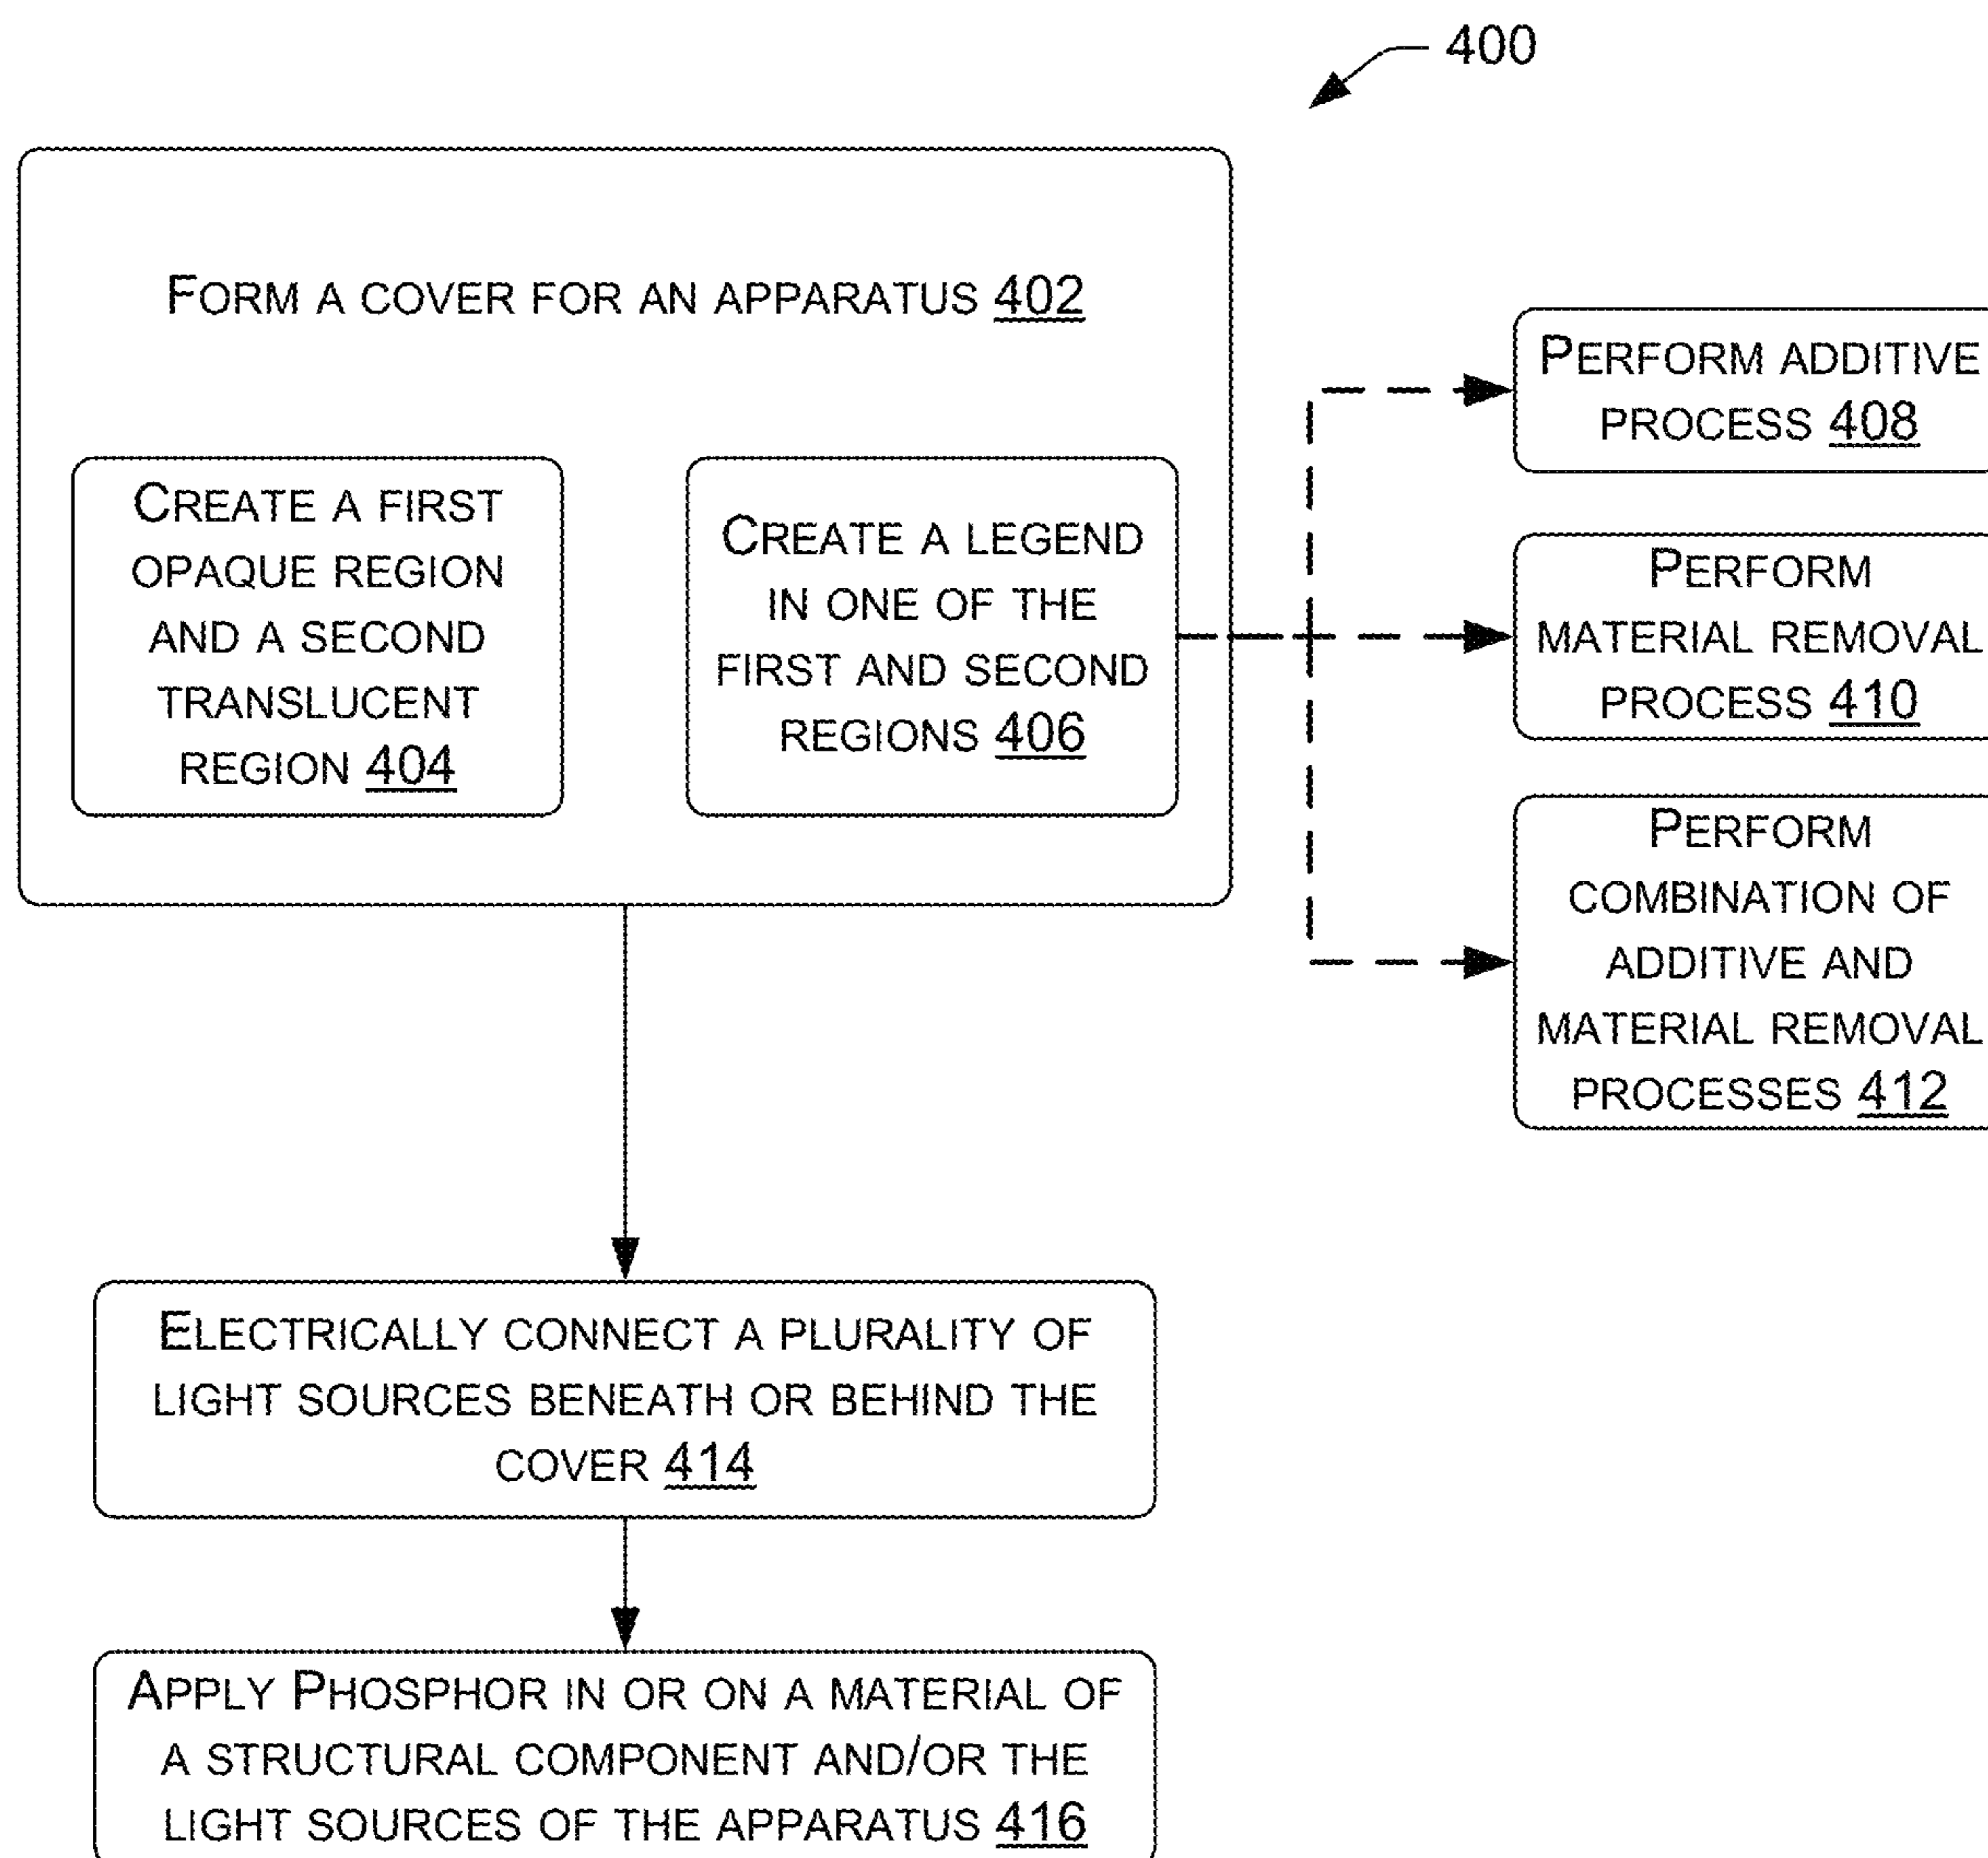 400
FORM A COVER FOR AN APPARATUS 402
CREATE A FIRST
OPAQUE REGION
AND A SECOND
TRANSLUCENT
REGION 404
CREATE A LEGEND
IN ONE OF THE
FIRST AND SECOND
REGIONS 406
PERFORM ADDITIVE
PROCESS 408
PERFORM
MATERIAL REMOVAL
PROCESS 410
PERFORM
COMBINATION OF
ADDITIVE AND
MATERIAL REMOVAL
PROCESSES 412
ELECTRICALLY CONNECT A PLURALITY OF
LIGHT SOURCES BENEATH OR BEHIND THE
COVER 414
APPLY PHOSPHOR IN OR ON A MATERIAL OF
A STRUCTURAL COMPONENT AND/OR THE
LIGHT SOURCES OF THE APPARATUS 416